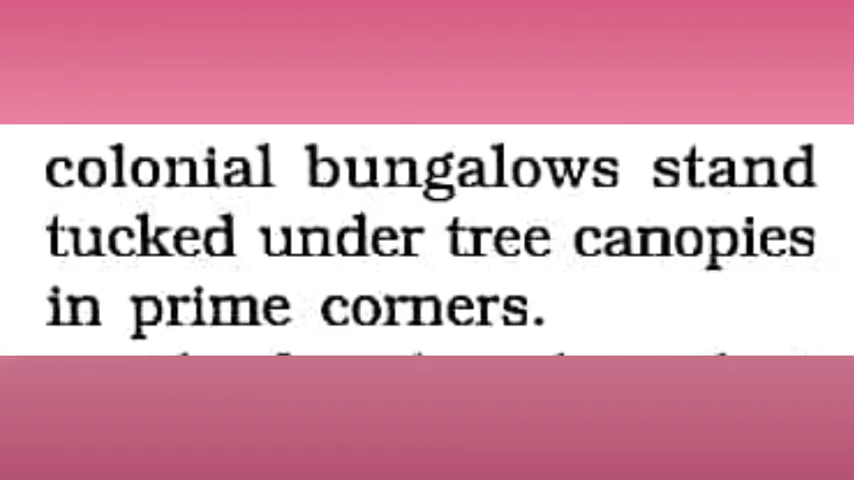 colonial bungalows stand
tucked under tree canopies
in prime corners.